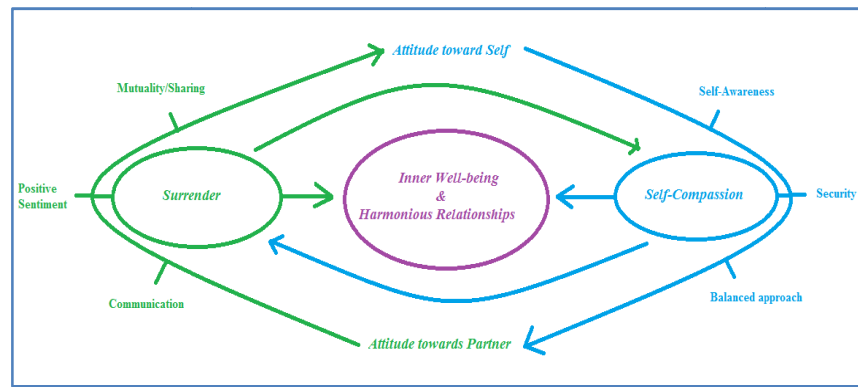 Attitude toward Self
Mutuality/Sharing
Self-Awareness
Positive
Sentiment
Surrender
Inner Well-being
&
Harmonious Relationships
Self-Compassion
Security
Communication
Balanced approach
Attitude towards Partner